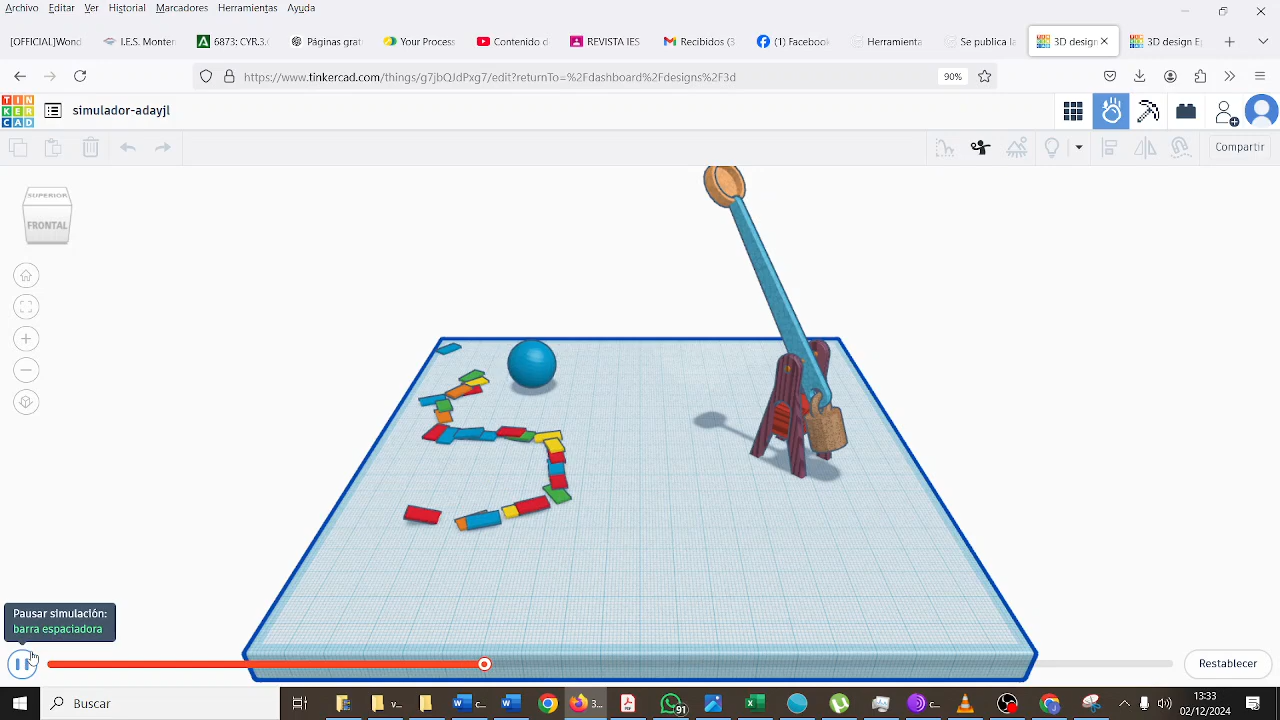 Archivo Editar Ver Historial Marcadores Herramientas Ayuda
[OFFICIAL]Wond
I.E.S. Monter
6873: CYR.3.0
Página principal
Your Process
Contenido d
REVISTA IES
Recibidos (3
(1) Facebook
Herramienta
Se publica la
3D design
3D design E
https://www.tinkercad.com/things/g7jbQJdPxg7/edit?returnTo=%2Fdashboard%2Fdesigns%2F3d
90%
TIN
KER
CAD
simulador-adayjl
Compartir
SUPERIOR
FRONTAL
Pausar simulación:
barra espaciadora
Restablecer
Buscar
91
13:33
02/12/2024